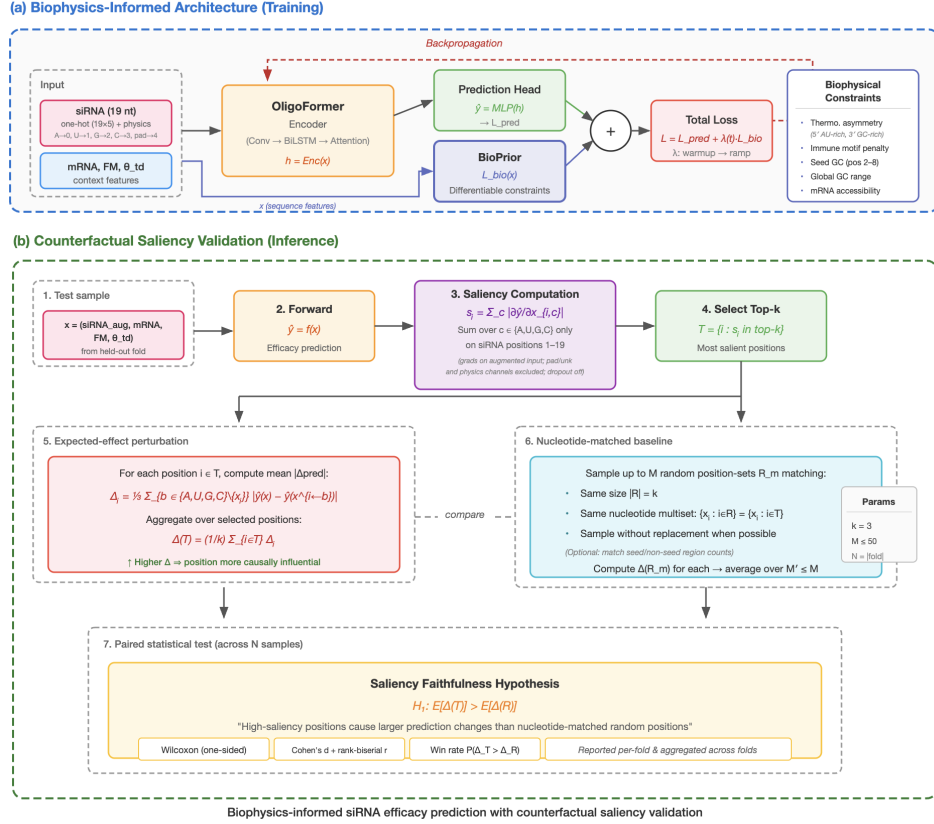 (a) Biophysics-Informed Architecture (Training)
Backpropagation
Input
siRNA (19 nt)
one-hot (19×5) + physics
A→0, U→1, G→2, C→3, pad→4
mRNA, FM, θ_td
context features
OligoFormer
Encoder
(Conv → BiLSTM → Attention)
h = Enc(x)
x (sequence features)
Prediction Head
ŷ = MLP(h)
→ L_pred
BioPrior
L_bio(x)
Differentiable constraints
+
Total Loss
L = L_pred + λ(t)·L_bio
λ: warmup → ramp
Biophysical
Constraints
• Thermo. asymmetry
(5′ AU-rich, 3′ GC-rich)
• Immune motif penalty
• Seed GC (pos 2–8)
• Global GC range
• mRNA accessibility
(b) Counterfactual Saliency Validation (Inference)
1. Test sample
x = (siRNA_aug, mRNA,
FM, θ_td)
from held-out fold
2. Forward
ŷ = f(x)
Efficacy prediction
3. Saliency Computation
s_i = Σ_c |∂ŷ/∂x_{i,c}|
Sum over c ∈ {A,U,G,C} only
on siRNA positions 1–19
(grads on augmented input; pad/unk
and physics channels excluded; dropout off)
4. Select Top-k
T = {i : s_i in top-k}
Most salient positions
5. Expected-effect perturbation
For each position i ∈ T, compute mean |Δpred|:
Δ_i = ⅓ Σ_{b ∈ {A,U,G,C}\{x_i}} |ŷ(x) − ŷ(x^{i←b})|
Aggregate over selected positions:
Δ(T) = (1/k) Σ_{i∈T} Δ_i
↑ Higher Δ ⇒ position more causally influential
compare
6. Nucleotide-matched baseline
Sample up to M random position-sets R_m matching:
• Same size |R| = k
• Same nucleotide multiset: {x_i : i∈R} = {x_i : i∈T}
• Sample without replacement when possible
(Optional: match seed/non-seed region counts)
Compute Δ(R_m) for each → average over M′ ≤ M
Params
k = 3
M ≤ 50
N = |fold|
7. Paired statistical test (across N samples)
Saliency Faithfulness Hypothesis
H₁: E[Δ(T)] > E[Δ(R)]
"High-saliency positions cause larger prediction changes than nucleotide-matched random positions"
Wilcoxon (one-sided)
Cohen's d + rank-biserial r
Win rate P(Δ_T > Δ_R)
Reported per-fold & aggregated across folds
Biophysics-informed siRNA efficacy prediction with counterfactual saliency validation